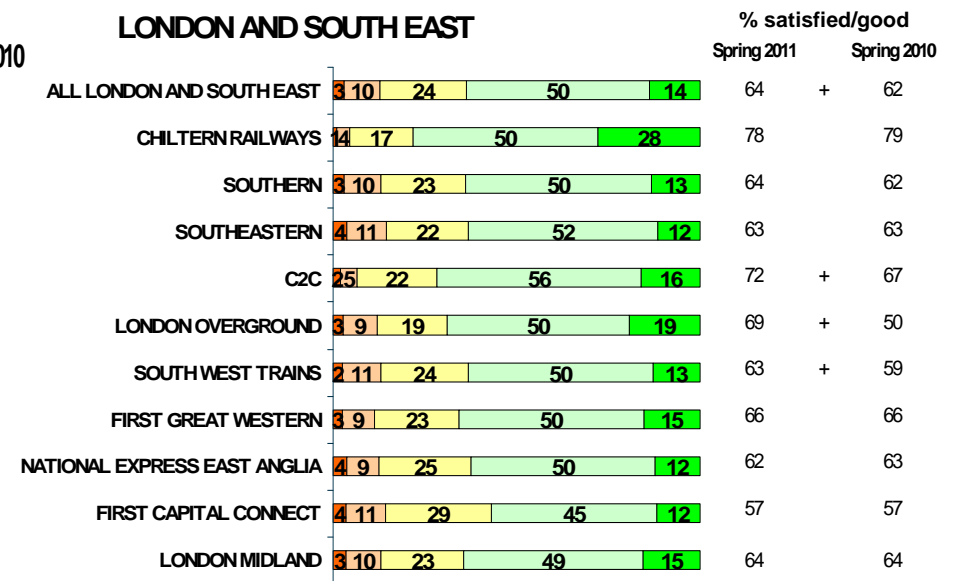 LONDON AND SOUTH EAST % satisfied/good
010 Spring 2011 Spring 2010
ALL LONDON AND SOUTH EAST 3 10 24 50 14 64 + 62
CHILTERN RAILWAYS 1 4 17 50 28 78 79
SOUTHERN 3 10 23 50 13 64 62
SOUTHEASTERN 4 11 22 52 12 63 63
C2C 2 5 22 56 16 72 + 67
LONDON OVERGROUND 3 9 19 50 19 69 + 50
SOUTH WEST TRAINS 2 11 24 50 13 63 + 59
FIRST GREAT WESTERN 3 9 23 50 15 66 66
NATIONAL EXPRESS EAST ANGLIA 4 9 25 50 12 62 63
FIRST CAPITAL CONNECT 4 11 29 45 12 57 57
LONDON MIDLAND 3 10 23 49 15 64 64